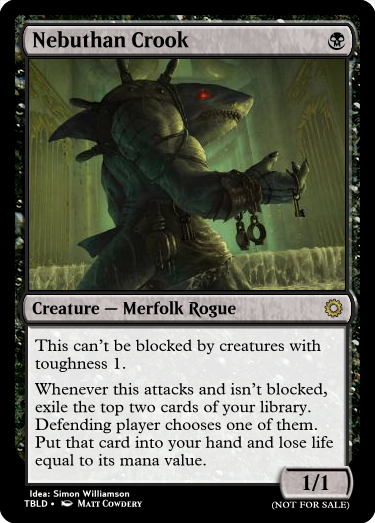 Nebuthan Crook
Creature — Merfolk Rogue
This can't be blocked by creatures with
toughness 1.
Whenever this attacks and isn't blocked,
exile the top two cards of your library.
Defending player chooses one of them.
Put that card into your hand and lose life
equal to its mana value.
1/1
Idea: Simon Williamson
TBLD • Matt Cowdery
(NOT FOR SALE)